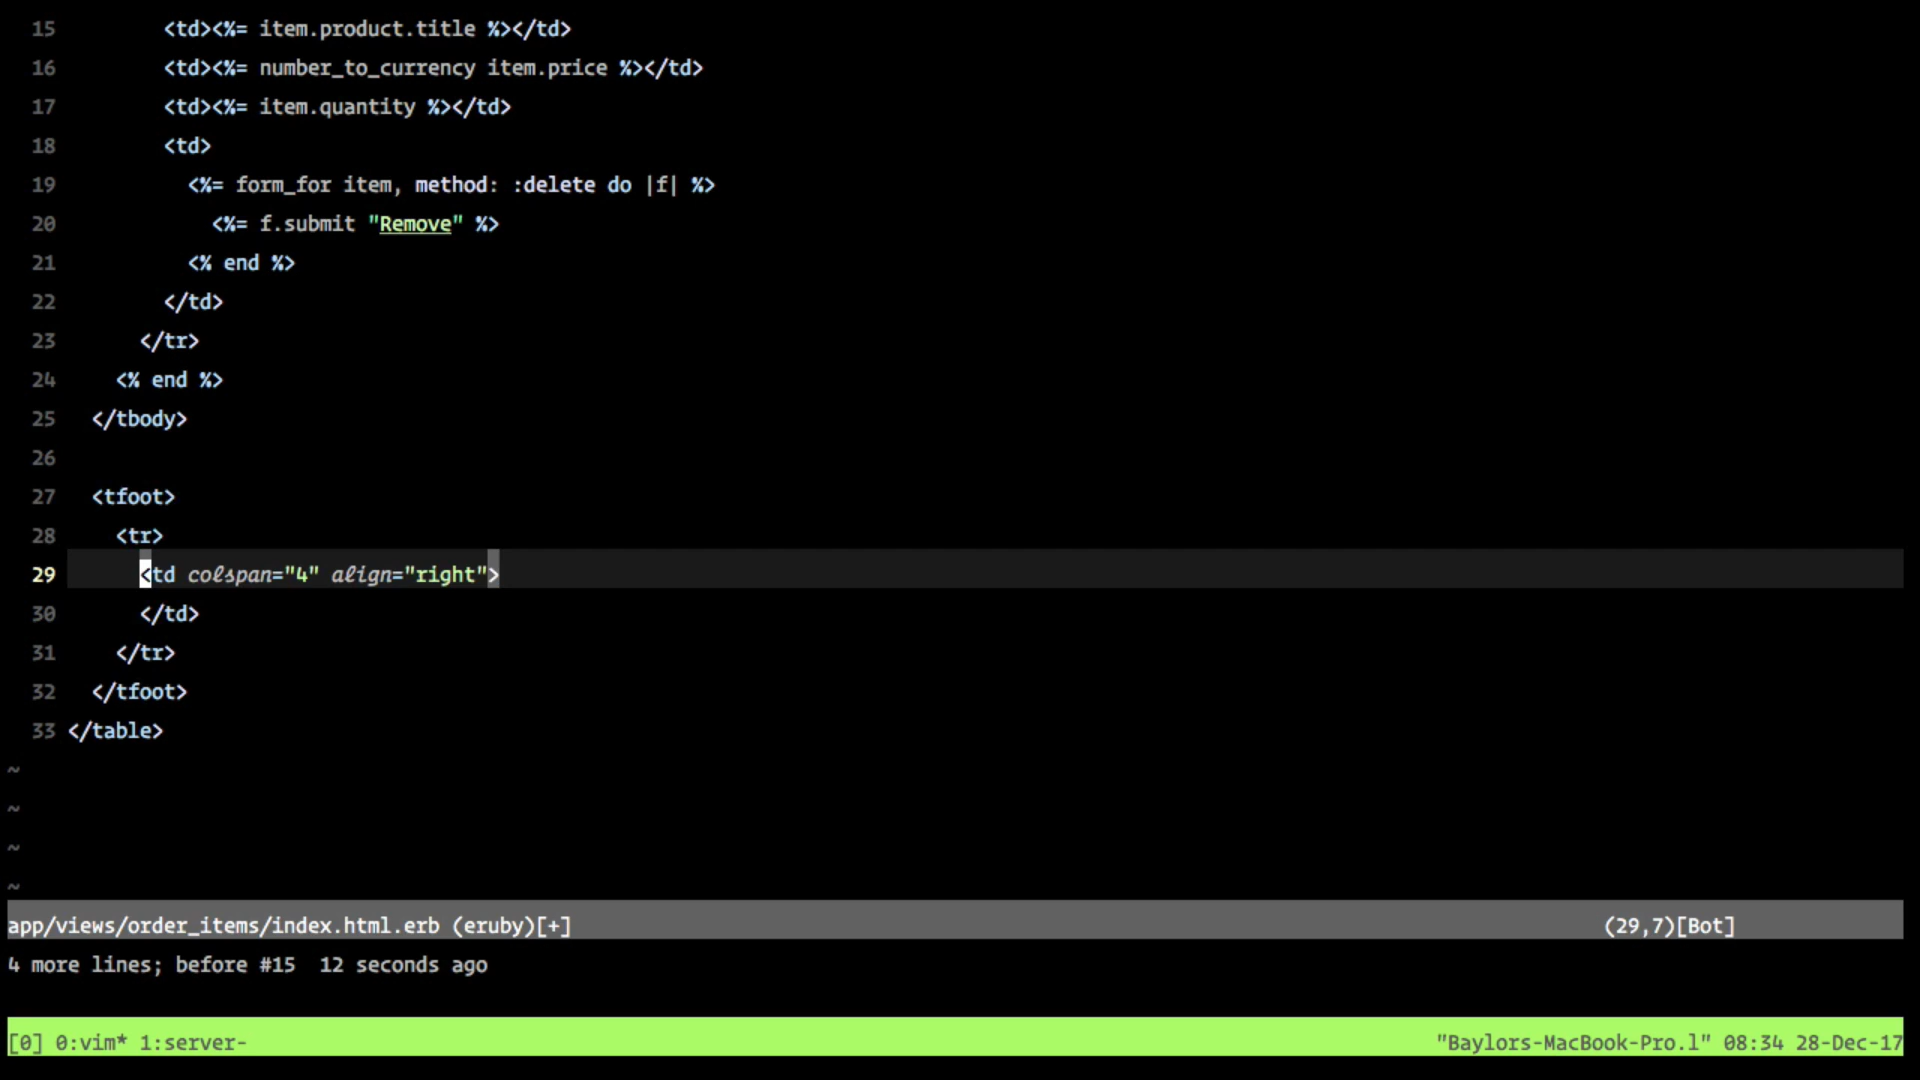 15         <td><%= item.product.title %></td>
16         <td><%= number_to_currency item.price %></td>
17         <td><%= item.quantity %></td>
18         <td>
19           <%= form_for item, method: :delete do |f| %>
20             <%= f.submit "Remove" %>
21           <% end %>
22         </td>
23       </tr>
24     <% end %>
25   </tbody>
26
27   <tfoot>
28     <tr>
29       <td colspan="4" align="right">
30       </td>
31     </tr>
32   </tfoot>
33 </table>
~
~
~
~
app/views/order_items/index.html.erb (eruby)[+] (29,7)[Bot]
4 more lines; before #15  12 seconds ago
[0] 0:vim* 1:server- "Baylors-MacBook-Pro.l" 08:34 28-Dec-17